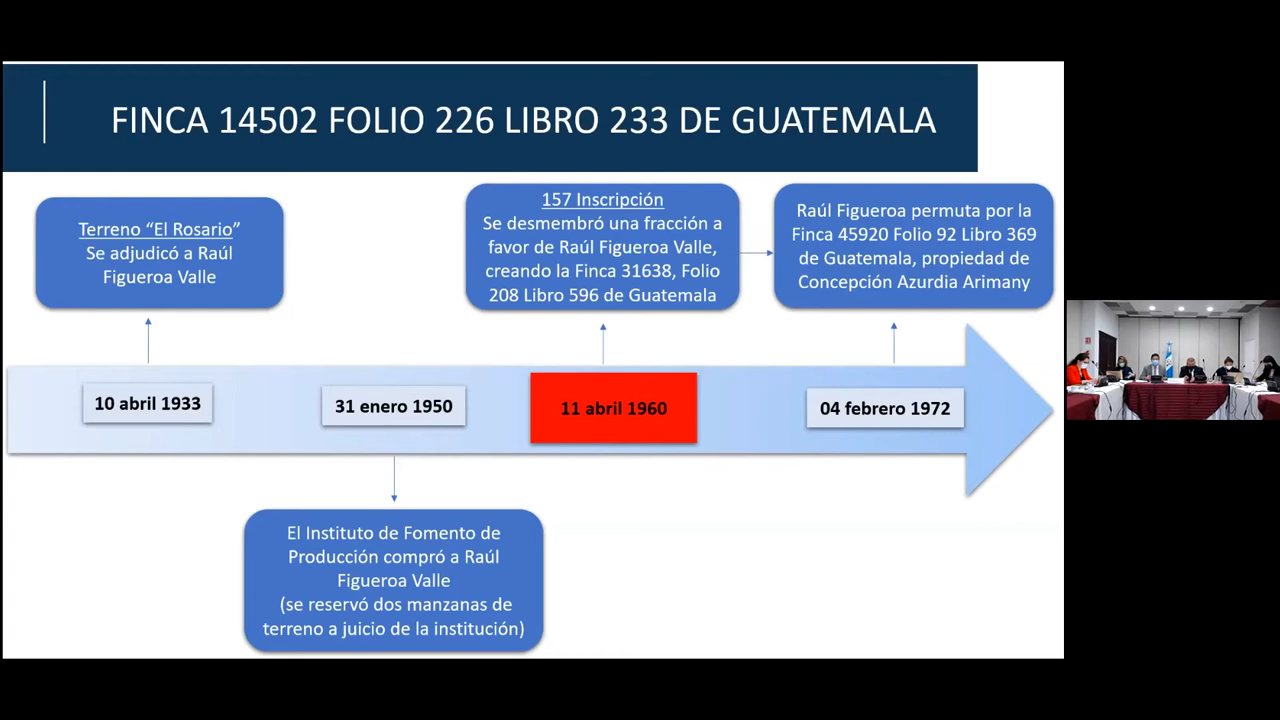 FINCA 14502 FOLIO 226 LIBRO 233 DE GUATEMALA
Terreno “El Rosario”
Se adjudicó a Raúl
Figueroa Valle
157 Inscripción
Se desmembró una fracción a
favor de Raúl Figueroa Valle,
creando la Finca 31638, Folio
208 Libro 596 de Guatemala
Raúl Figueroa permuta por la
Finca 45920 Folio 92 Libro 369
de Guatemala, propiedad de
Concepción Azurdia Arimany
10 abril 1933
31 enero 1950
11 abril 1960
04 febrero 1972
El Instituto de Fomento de
Producción compró a Raúl
Figueroa Valle
(se reservó dos manzanas de
terreno a juicio de la institución)